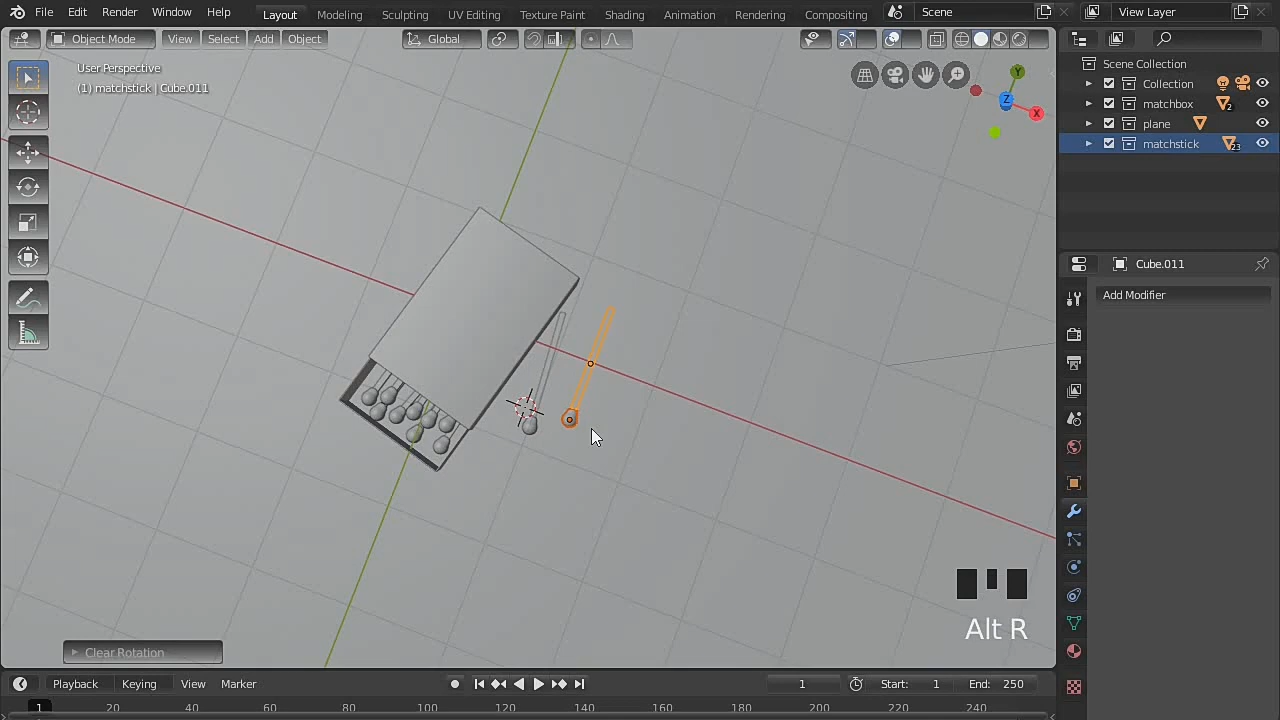 File Edit Render Window Help Layout Modeling Sculpting UV Editing Texture Paint Shading Animation Rendering Compositing Scene View Layer
Object Mode View Select Add Object Global
User Perspective
(1) matchstick | Cube.011
Y
Z
X
Scene Collection
Collection
matchbox 2
plane
matchstick 23
Cube.011
Add Modifier
Alt R
Clear Rotation
Playback Keying View Marker 1 Start: 1 End: 250
1 20 40 60 80 100 120 140 160 180 200 220 240